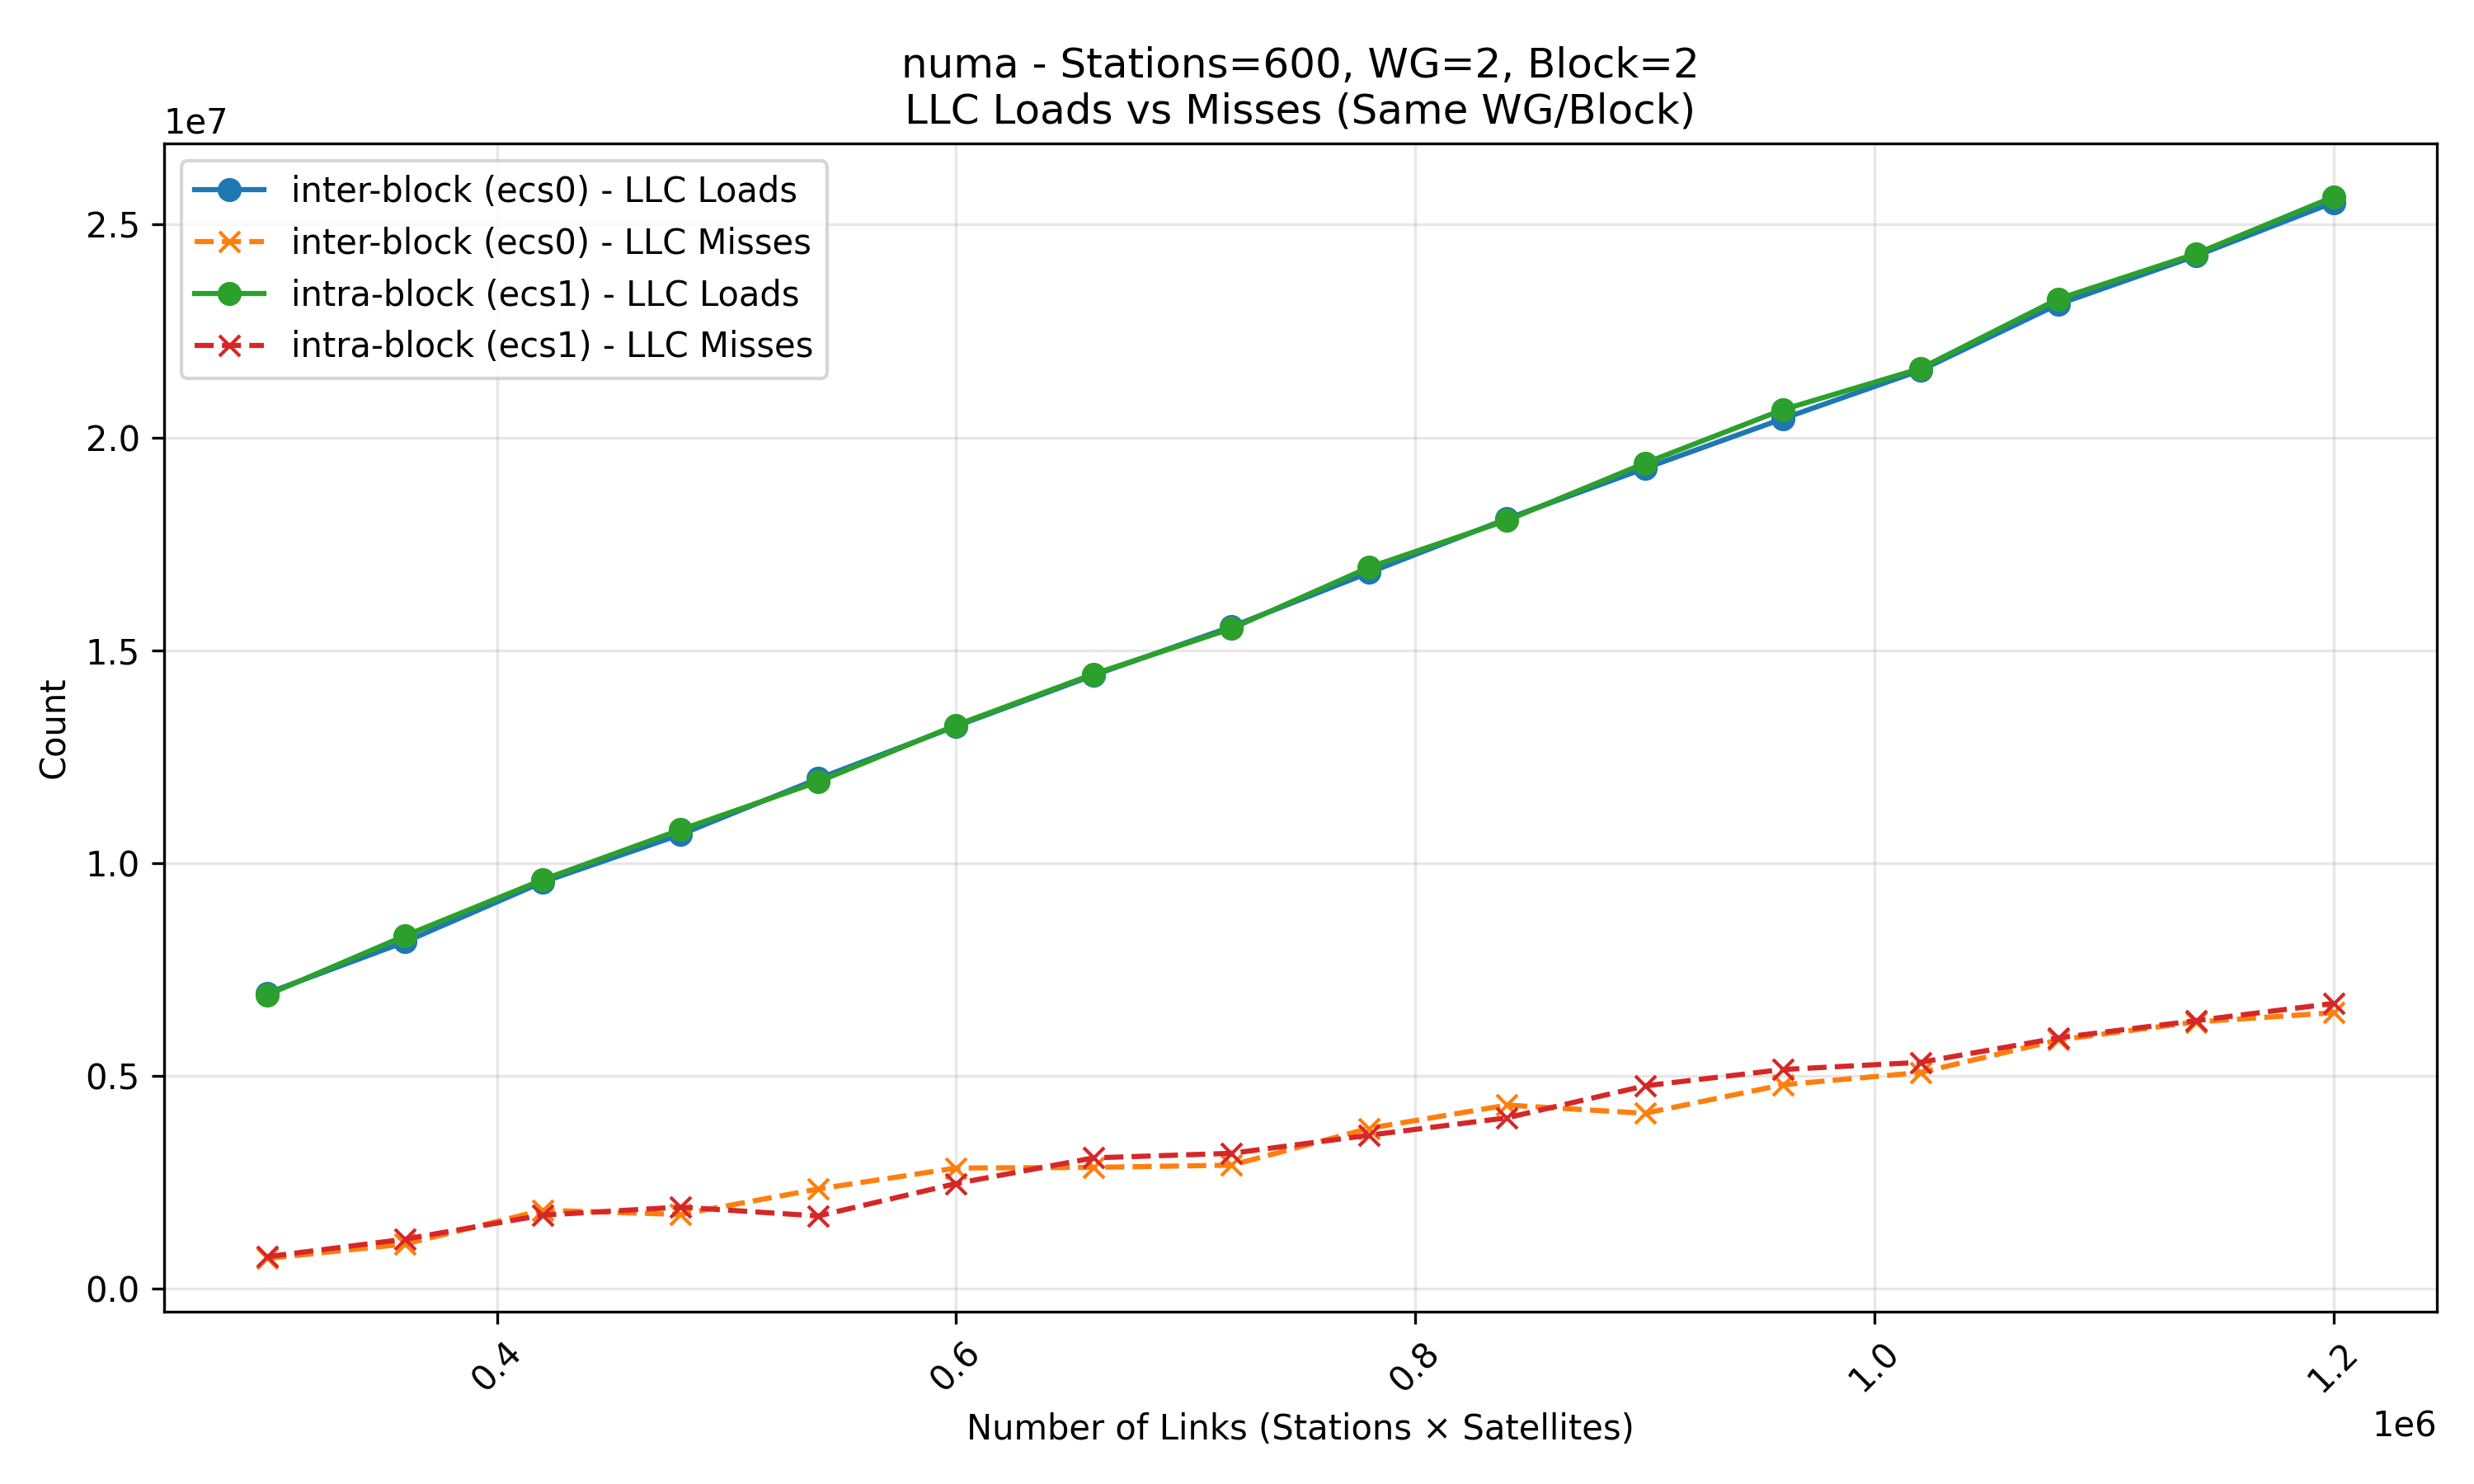 numa - Stations=600, WG=2, Block=2
LLC Loads vs Misses (Same WG/Block)
1e7
inter-block (ecs0) - LLC Loads
inter-block (ecs0) - LLC Misses
intra-block (ecs1) - LLC Loads
intra-block (ecs1) - LLC Misses
2.5
2.0
1.5
1.0
0.5
0.0
Count
0.4
0.6
0.8
1.0
1.2
Number of Links (Stations × Satellites)
1e6